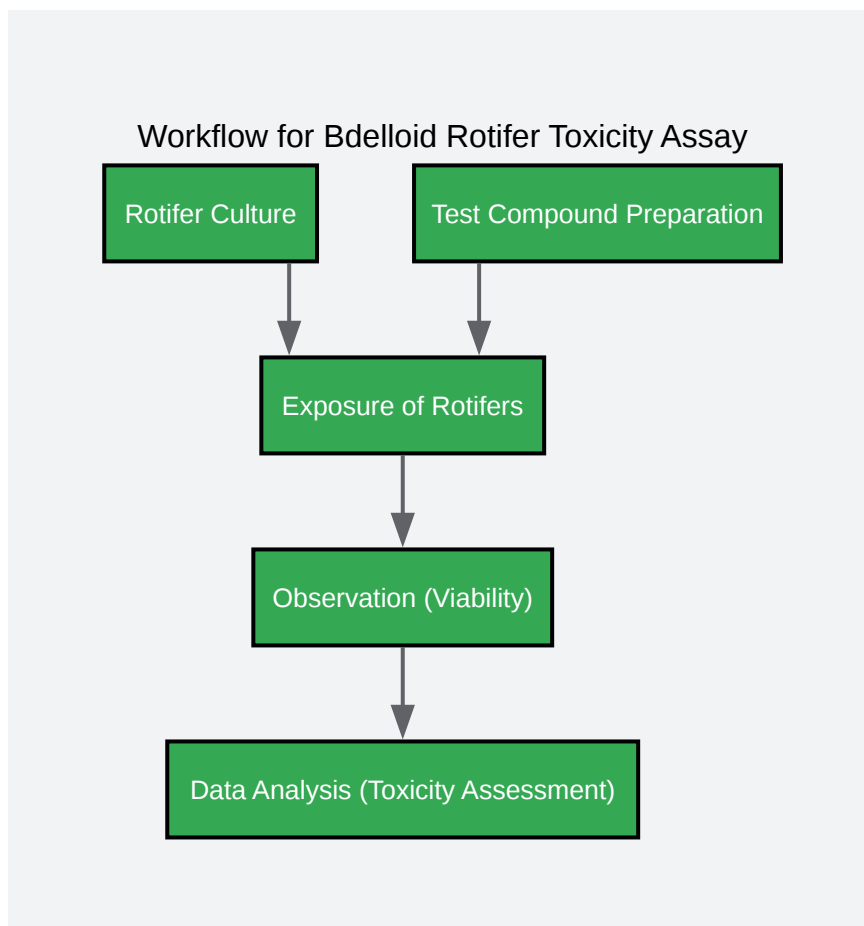 Workflow for Bdelloid Rotifer Toxicity Assay
Rotifer Culture
Test Compound Preparation
Exposure of Rotifers
Observation (Viability)
Data Analysis (Toxicity Assessment)